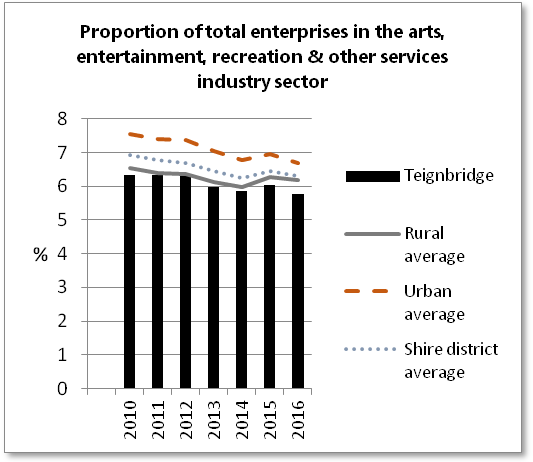 Proportion of total enterprises in the arts,
entertainment, recreation & other services
industry sector
8
7
6
5
4
3
2
1
0
%
2010
2011
2012
2013
2014
2015
2016
Teignbridge
Rural
average
Urban
average
Shire district
average